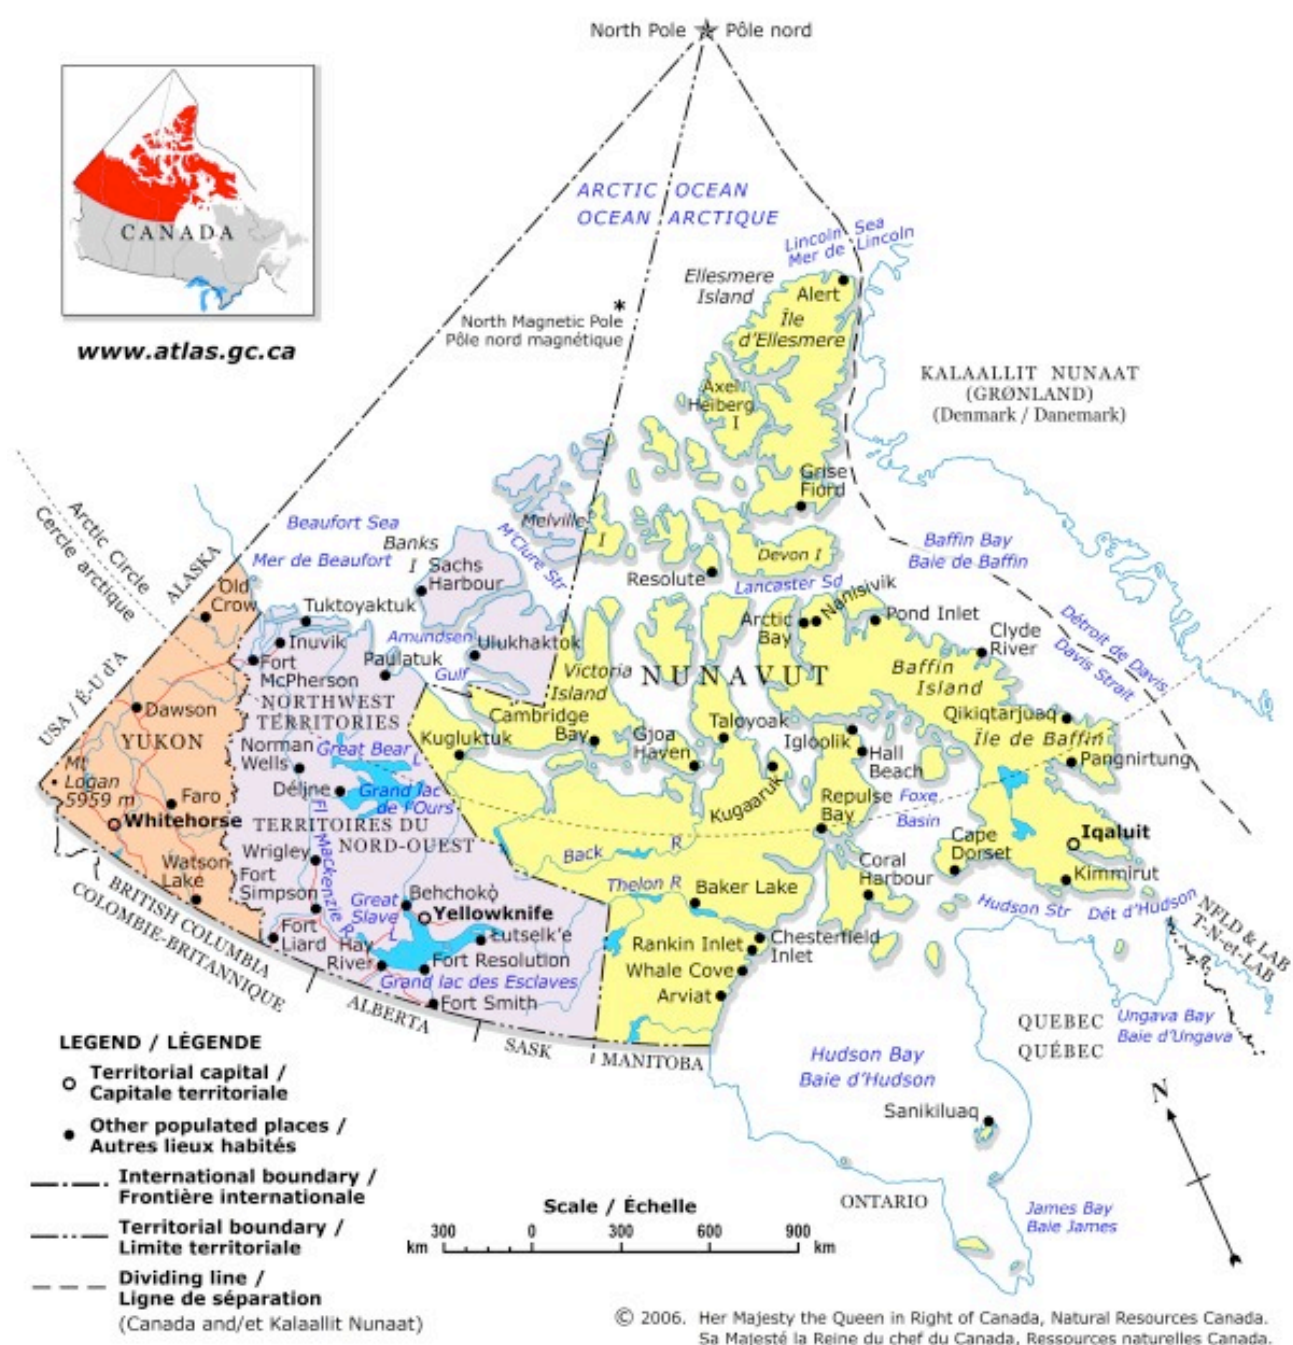 North Pole
Pôle nord
ARCTIC OCEAN
OCEAN ARCTIQUE
Lincoln Sea
Mer de Lincoln
CANADA
www.atlas.gc.ca
Ellesmere
Island
Alert
Île
d'Ellesmere
North Magnetic Pole
Pôle nord magnétique
KALAALLIT NUNAAT
(GRØNLAND)
(Denmark / Danemark)
Axel
Heiberg
I
Grise
Fiord
Arctic Circle
Cercle arctique
ALASKA
USA / É-U d'A
Beaufort Sea
Mer de Beaufort
Banks
I
Sachs
Harbour
Melville
I
M'Clure Str
Devon I
Resolute
Lancaster Sd
Baffin Bay
Baie de Baffin
Détroit de Davis
Davis Strait
Old
Crow
Tuktoyaktuk
Inuvik
Fort
McPherson
Amundsen
Gulf
Paulatuk
Ulukhaktok
Victoria
Island
NUNAVUT
Arctic
Bay
Nanisivik
Pond Inlet
Clyde
River
Baffin
Island
Île de Baffin
Qikiqtarjuaq
Pangnirtung
Dawson
YUKON
Mt
Logan
5959 m
Faro
Whitehorse
Watson
Lake
NORTHWEST
TERRITORIES
Norman
Wells
Great Bear
L
Grand lac
de l'Ours
Déline
TERRITOIRES DU
NORD-OUEST
Wrigley
Fort
Simpson
Fl Mackenzie R
Fort
Liard
Hay
River
Great
Slave
L
Behchokò̧
Yellowknife
Łutselk'e
Fort Resolution
Grand lac des Esclaves
Fort Smith
Kugluktuk
Cambridge
Bay
Gjoa
Haven
Taloyoak
Kugaaruk
Igloolik
Hall
Beach
Repulse
Bay
Foxe
Basin
Back R
Thelon R
Baker Lake
Coral
Harbour
Cape
Dorset
Iqaluit
Kimmirut
Hudson Str
Dét d'Hudson
Rankin Inlet
Chesterfield
Inlet
Whale Cove
Arviat
NFLD & LAB
T-N-et-LAB
Ungava Bay
Baie d'Ungava
QUEBEC
QUÉBEC
Hudson Bay
Baie d'Hudson
Sanikiluaq
ONTARIO
James Bay
Baie James
BRITISH COLUMBIA
COLOMBIE-BRITANNIQUE
ALBERTA
SASK
MANITOBA
N
LEGEND / LÉGENDE
Territorial capital /
Capitale territoriale
Other populated places /
Autres lieux habités
International boundary /
Frontière internationale
Territorial boundary /
Limite territoriale
Dividing line /
Ligne de séparation
(Canada and/et Kalaallit Nunaat)
Scale / Échelle
300 0 300 600 900
km km
© 2006. Her Majesty the Queen in Right of Canada, Natural Resources Canada.
Sa Majesté la Reine du chef du Canada, Ressources naturelles Canada.